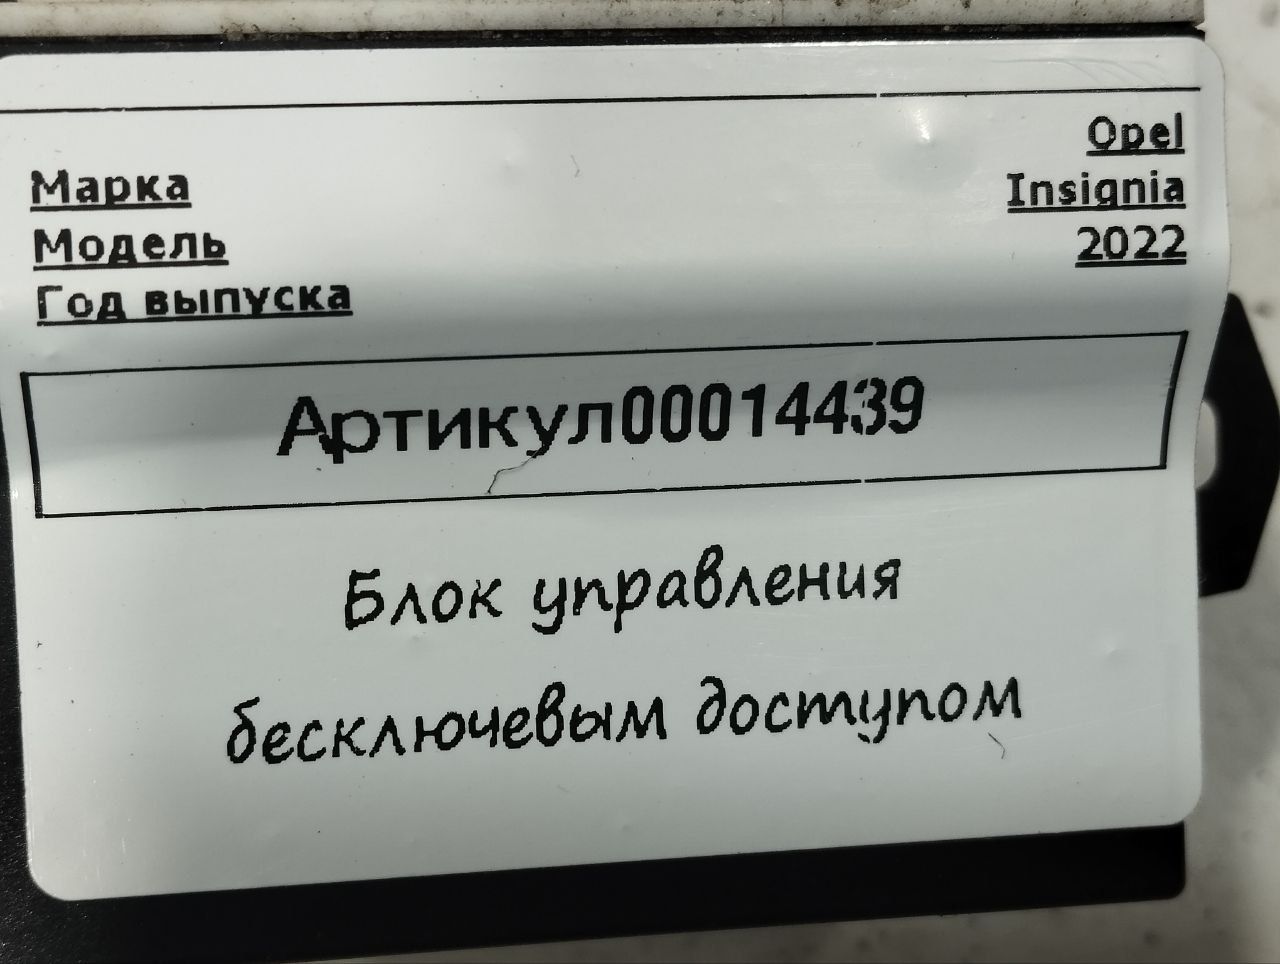 Марка Opel
Модель Insignia
Год выпуска 2022
Артикул00014439
Блок управления
бесключевым доступом